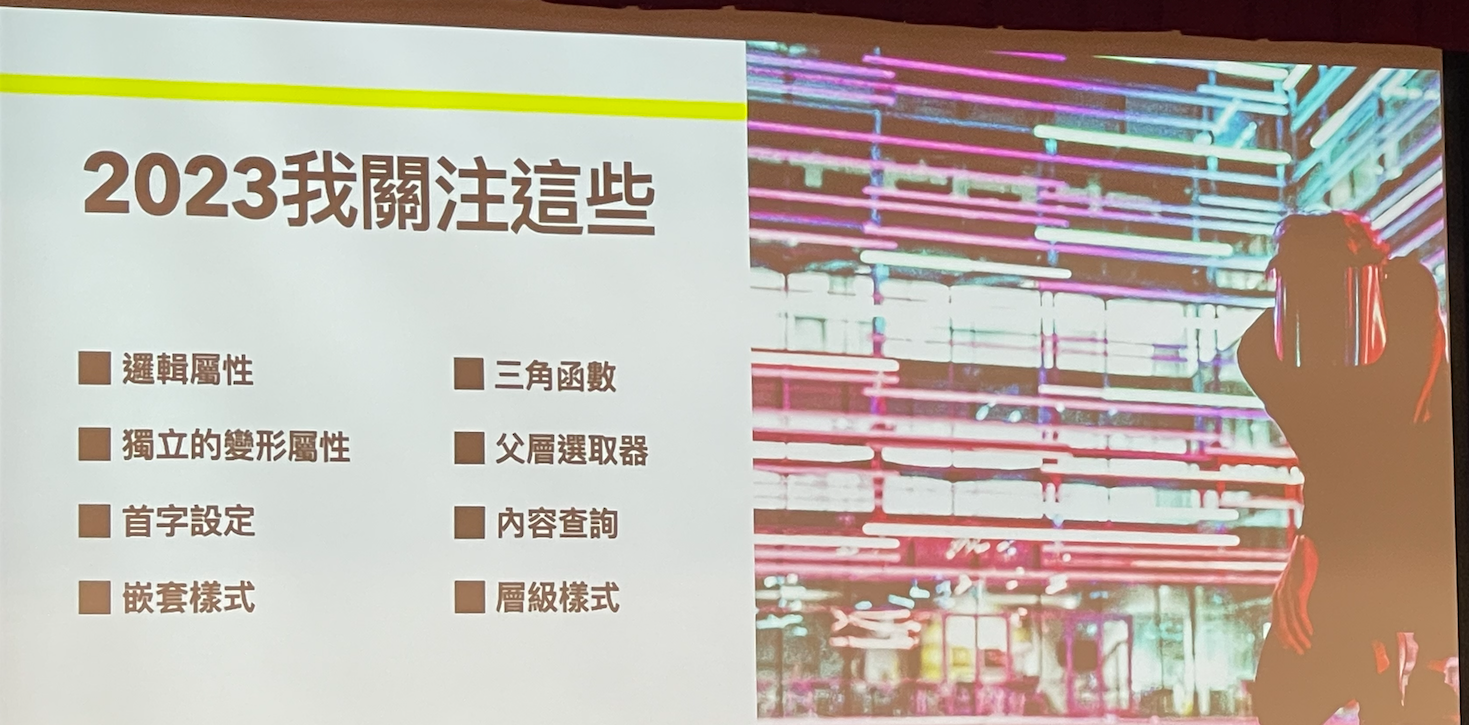 2023我關注這些
邏輯屬性
獨立的變形屬性
首字設定
嵌套樣式
三角函數
父層選取器
內容查詢
層級樣式